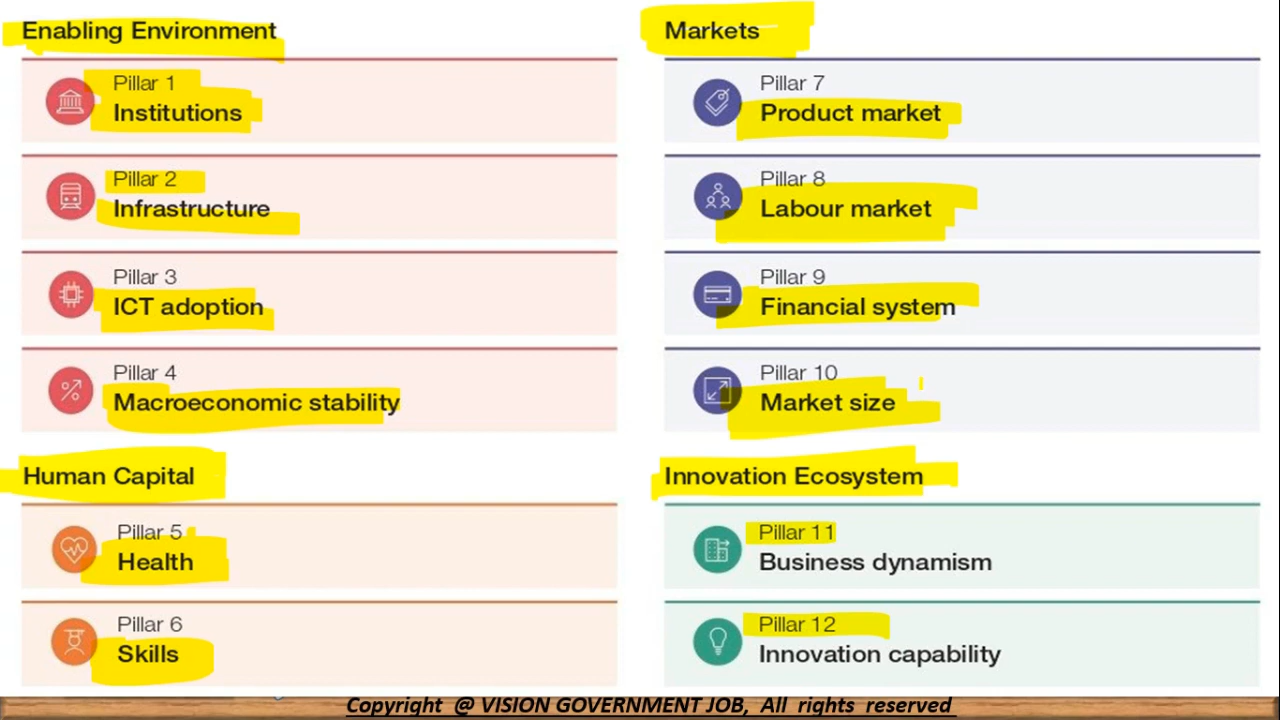 Enabling Environment
Pillar 1
Institutions
Pillar 2
Infrastructure
Pillar 3
ICT adoption
Pillar 4
Macroeconomic stability
Human Capital
Pillar 5
Health
Pillar 6
Skills
Markets
Pillar 7
Product market
Pillar 8
Labour market
Pillar 9
Financial system
Pillar 10
Market size
Innovation Ecosystem
Pillar 11
Business dynamism
Pillar 12
Innovation capability
Copyright @ VISION GOVERNMENT JOB, All rights reserved